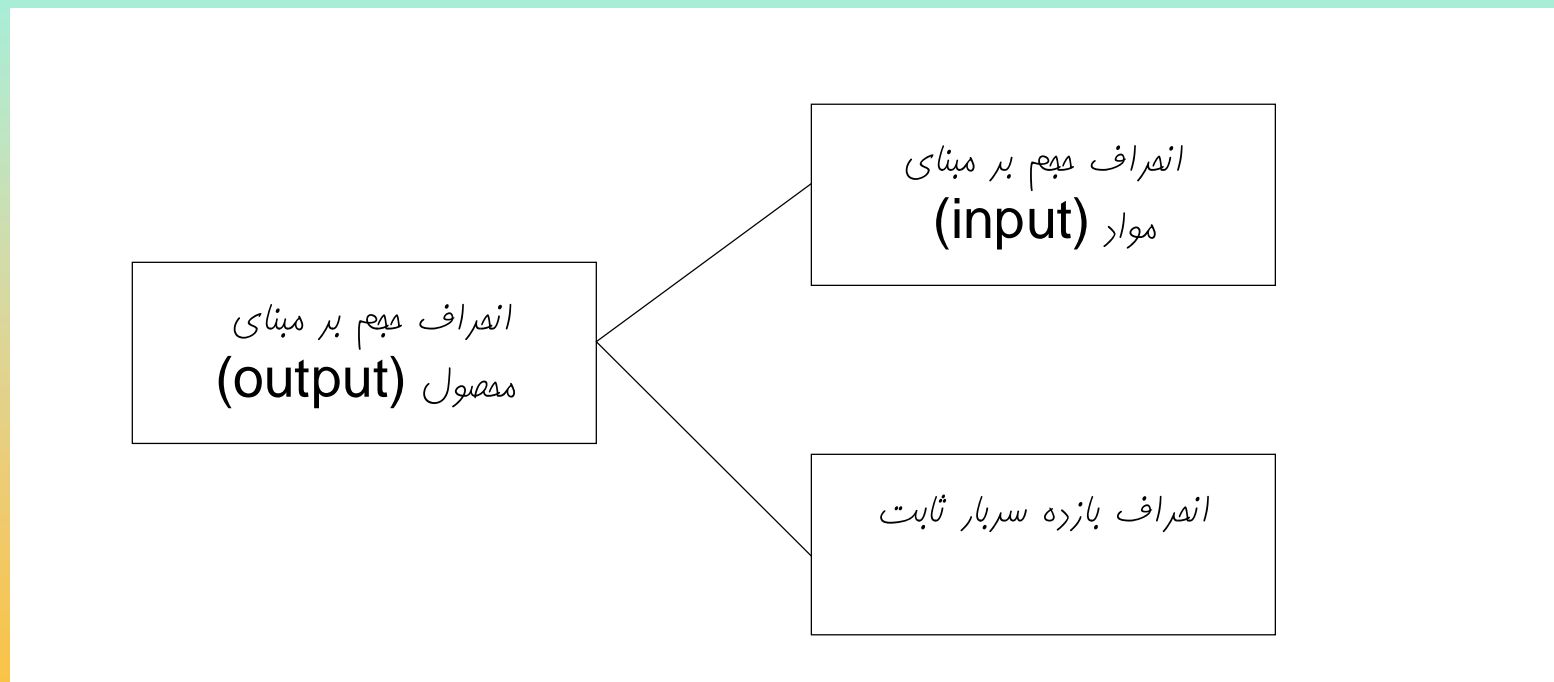 انحراف حجم بر مبنای
مواد (input)
انحراف حجم بر مبنای
محصول (output)
انحراف بازده سربار ثابت